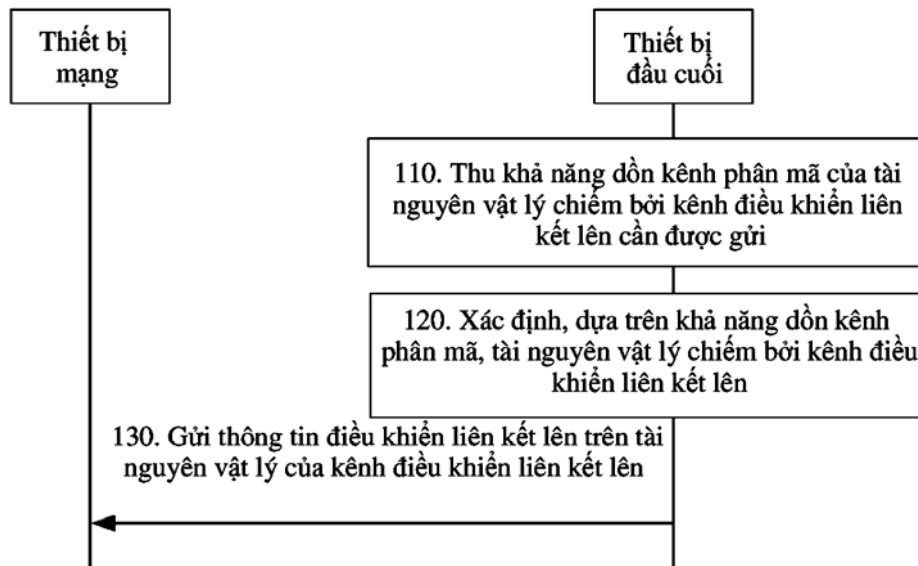 Thiết bị
mạng
Thiết bị
đầu cuối
110. Thu khả năng dồn kênh phân mã của tài
nguyên vật lý chiếm bởi kênh điều khiển liên
kết lên cần được gửi
120. Xác định, dựa trên khả năng dồn kênh
phân mã, tài nguyên vật lý chiếm bởi kênh điều
khiển liên kết lên
130. Gửi thông tin điều khiển liên kết lên trên tài
nguyên vật lý của kênh điều khiển liên kết lên